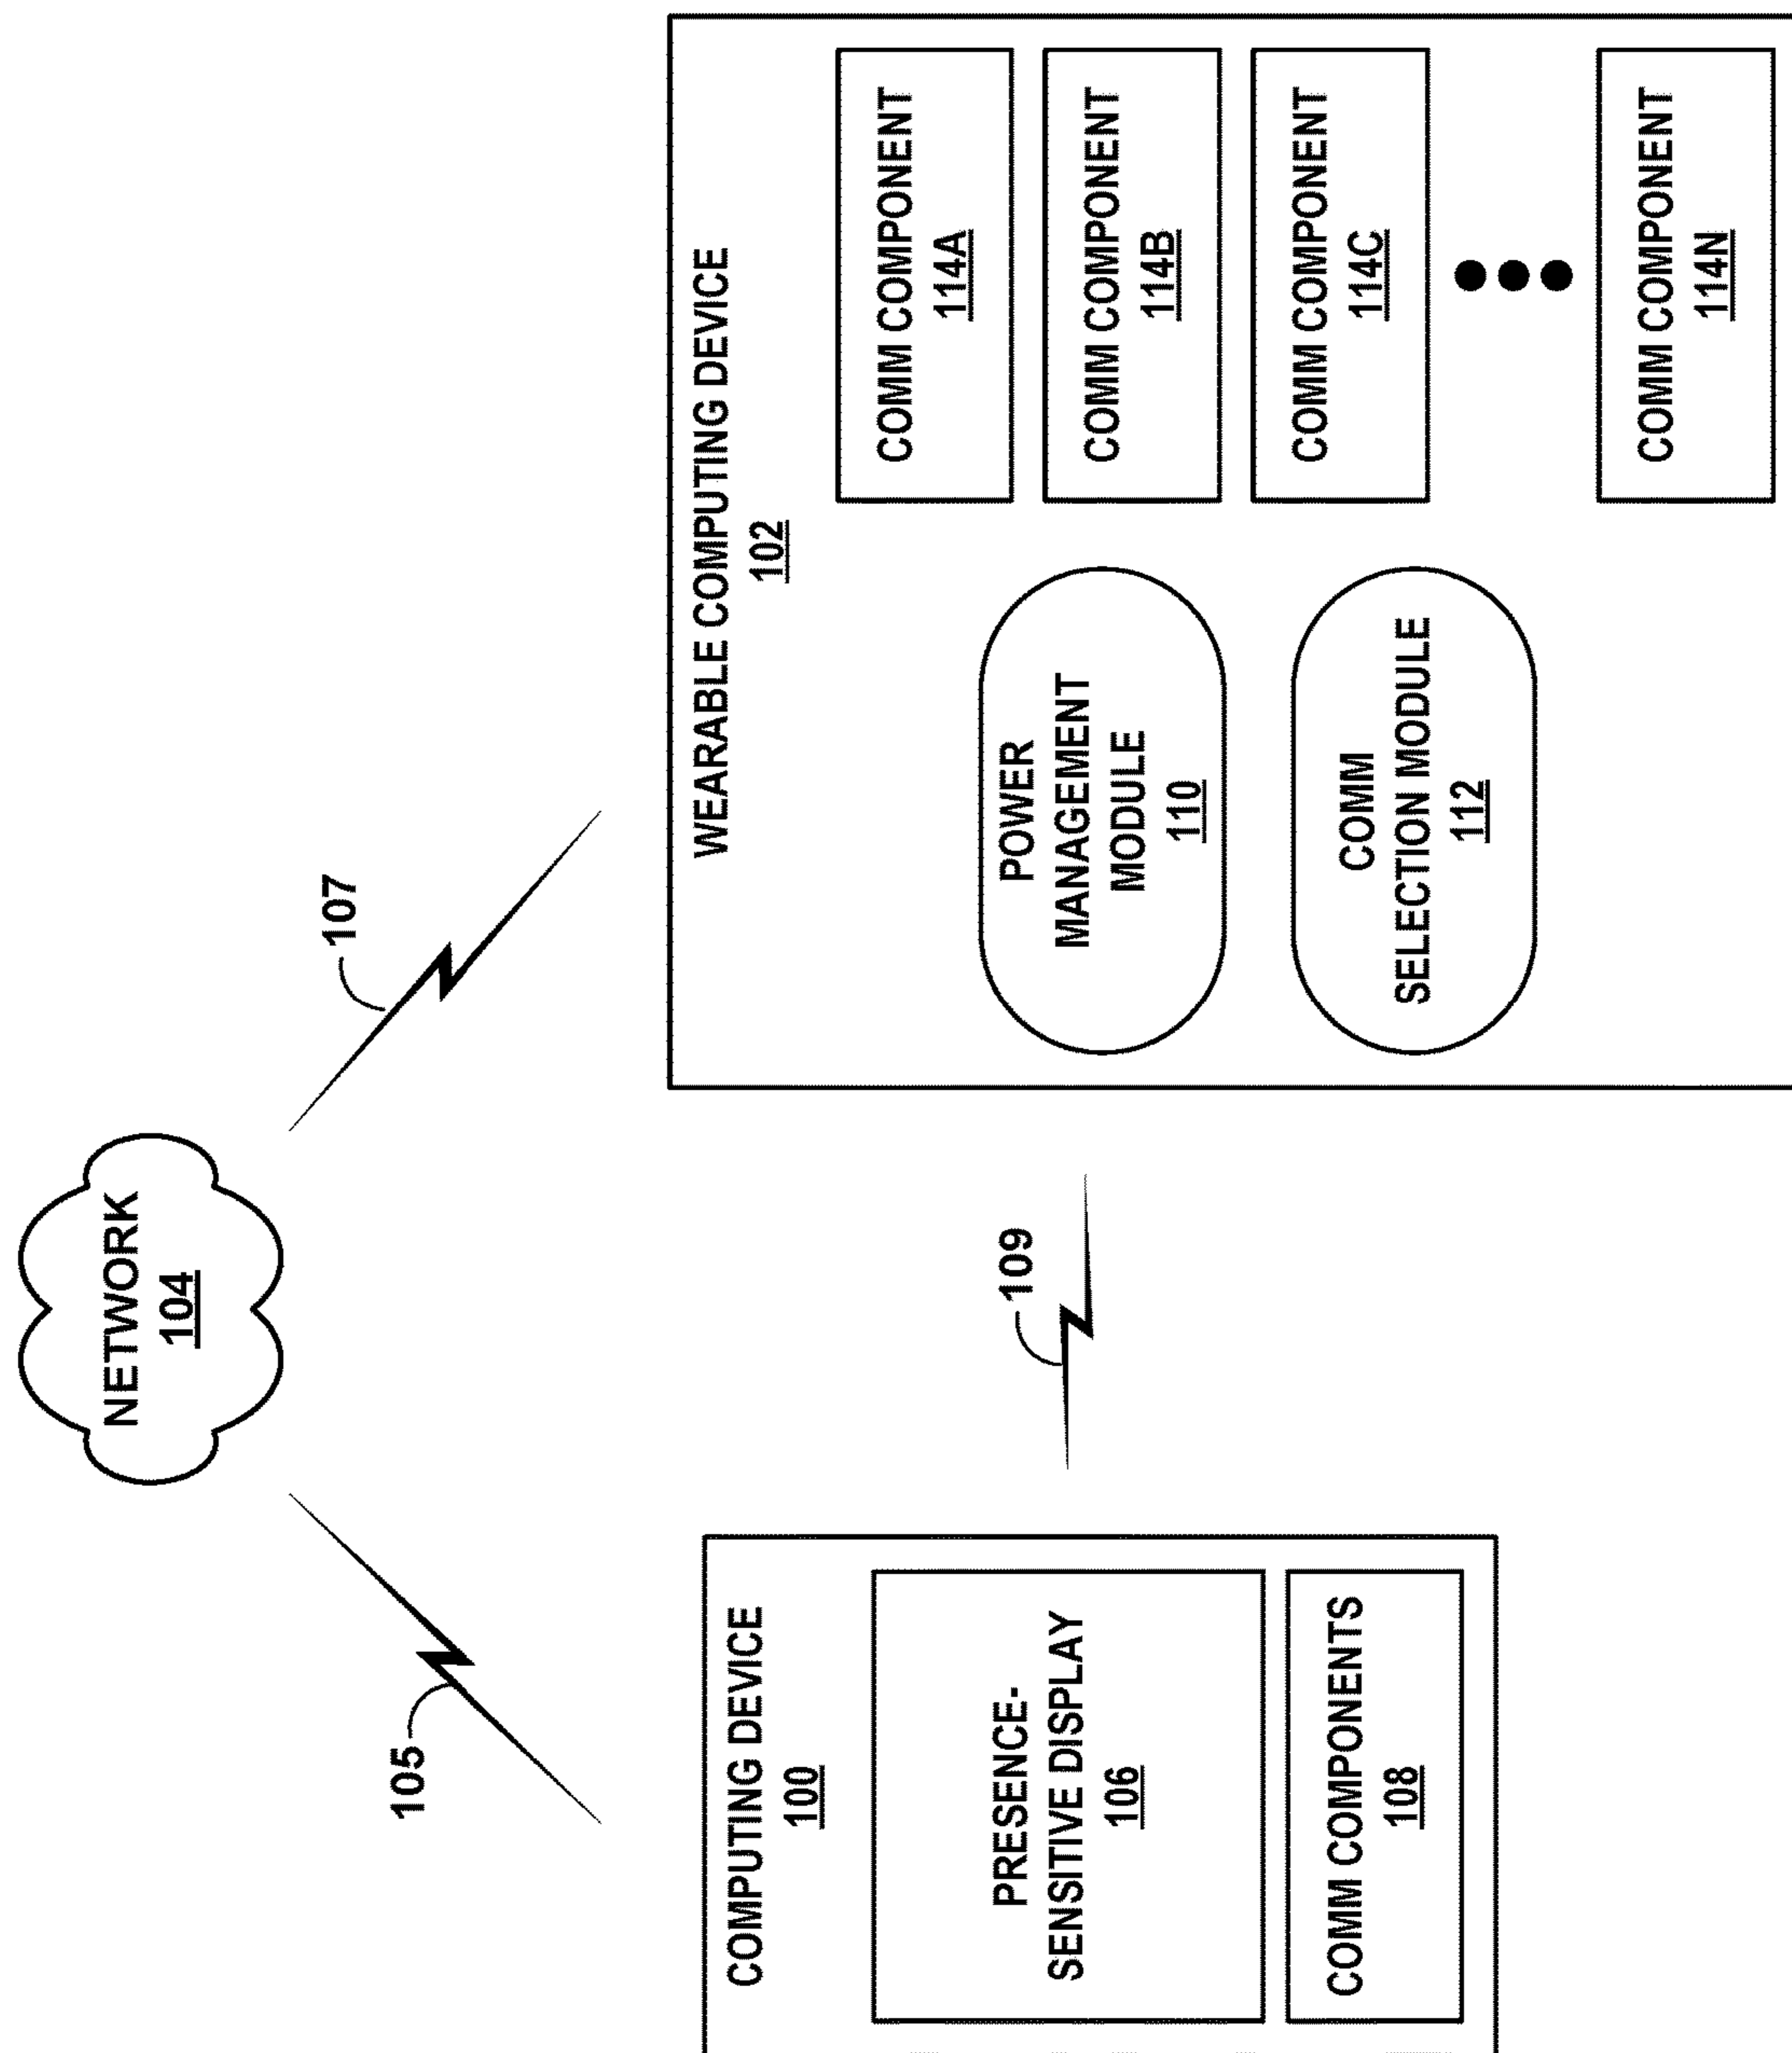 NETWORK
104
105
107
109
COMPUTING DEVICE
100
PRESENCE-
SENSITIVE DISPLAY
106
COMM COMPONENTS
108
WEARABLE COMPUTING DEVICE
102
POWER
MANAGEMENT
MODULE
110
COMM
SELECTION MODULE
112
COMM COMPONENT
114A
COMM COMPONENT
114B
COMM COMPONENT
114C
COMM COMPONENT
114N